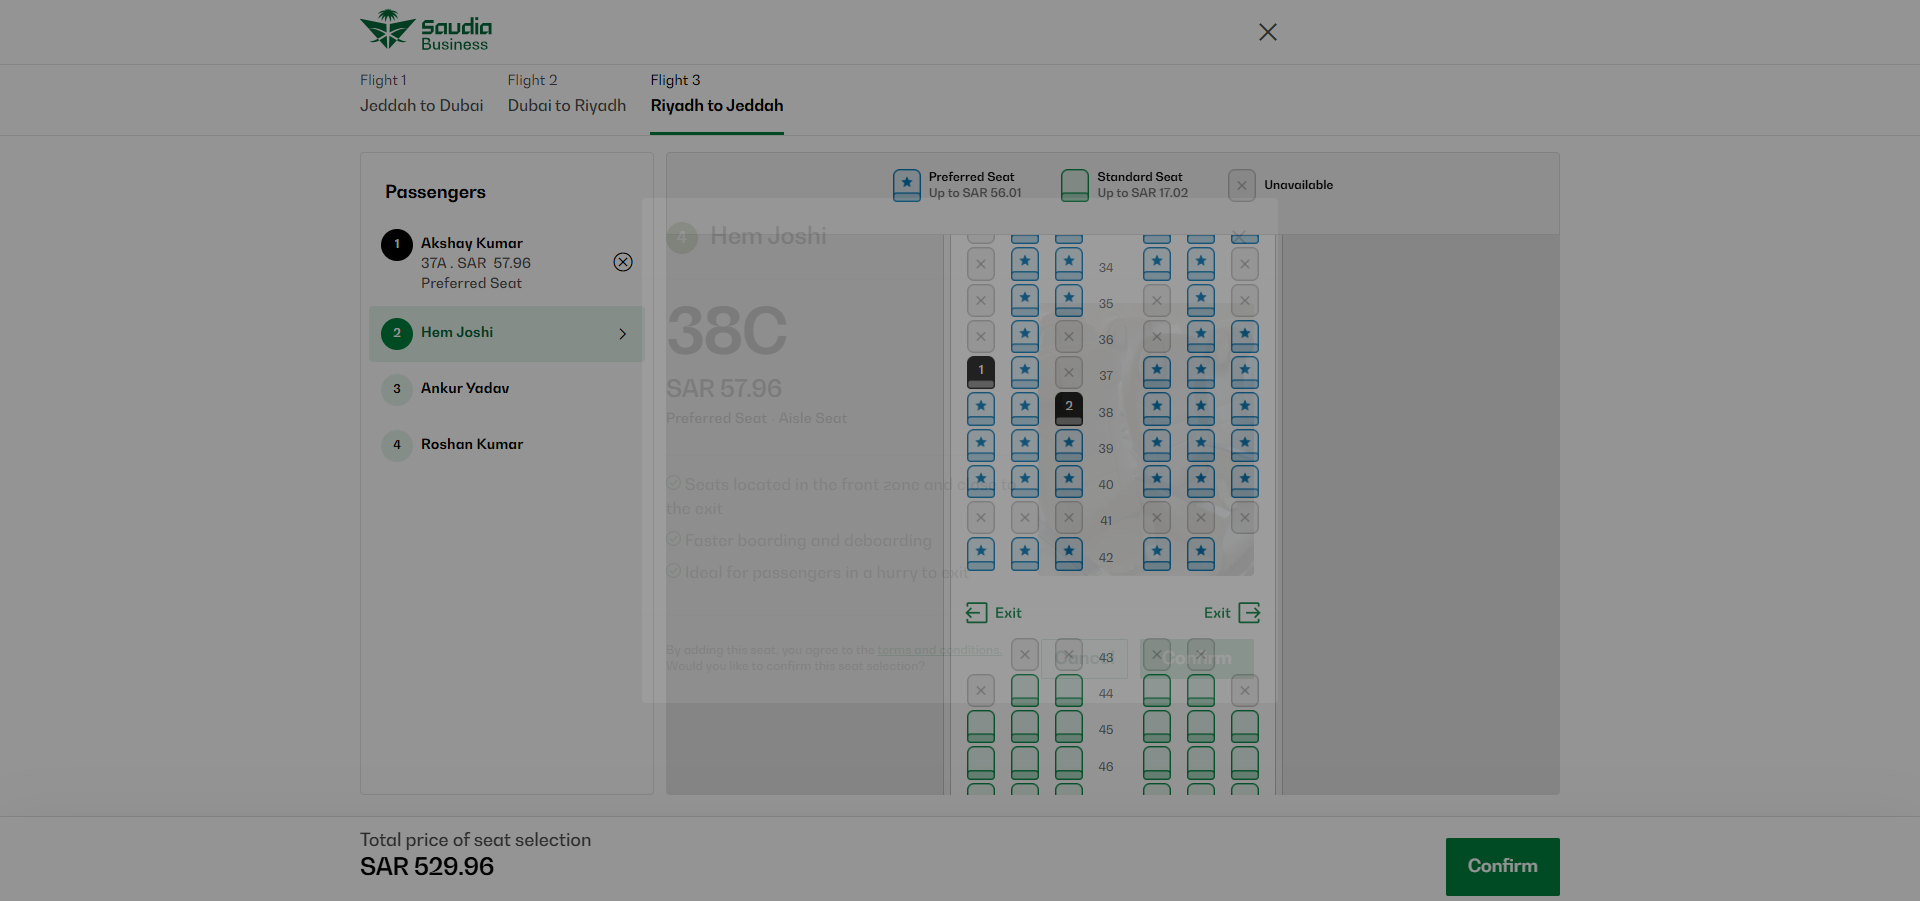 Saudia
Business
Flight 1
Jeddah to Dubai
Flight 2
Dubai to Riyadh
Flight 3
Riyadh to Jeddah
Passengers
1
Akshay Kumar
37A . SAR 57.96
Preferred Seat
2
Hem Joshi
3
Ankur Yadav
4
Roshan Kumar
Preferred Seat
Up to SAR 56.01
Standard Seat
Up to SAR 17.02
Unavailable
4
Hem Joshi
38C
SAR 57.96
Preferred Seat - Aisle Seat
Seats located in the front zone and close to
the exit
Faster boarding and deboarding
Ideal for passengers in a hurry to exit
By adding this seat, you agree to the terms and conditions.
Would you like to confirm this seat selection?
Cancel
Confirm
34
35
36
1
37
2
38
39
40
41
42
Exit
Exit
43
44
45
46
Total price of seat selection
SAR 529.96
Confirm